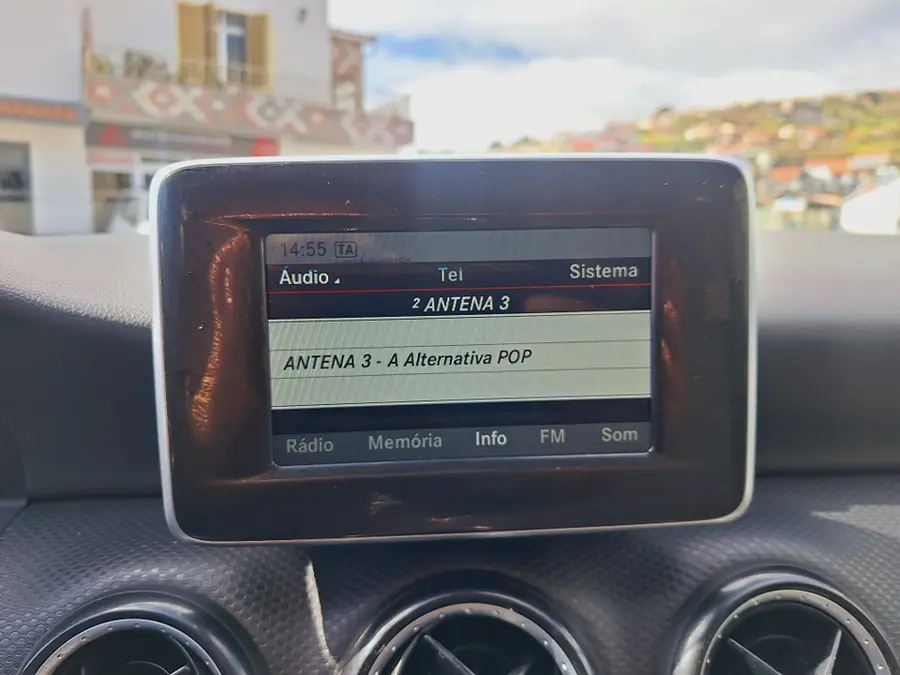 14:55 TA
Áudio Tel Sistema
2 ANTENA 3
ANTENA 3 - A Alternativa POP
Rádio Memória Info FM Som